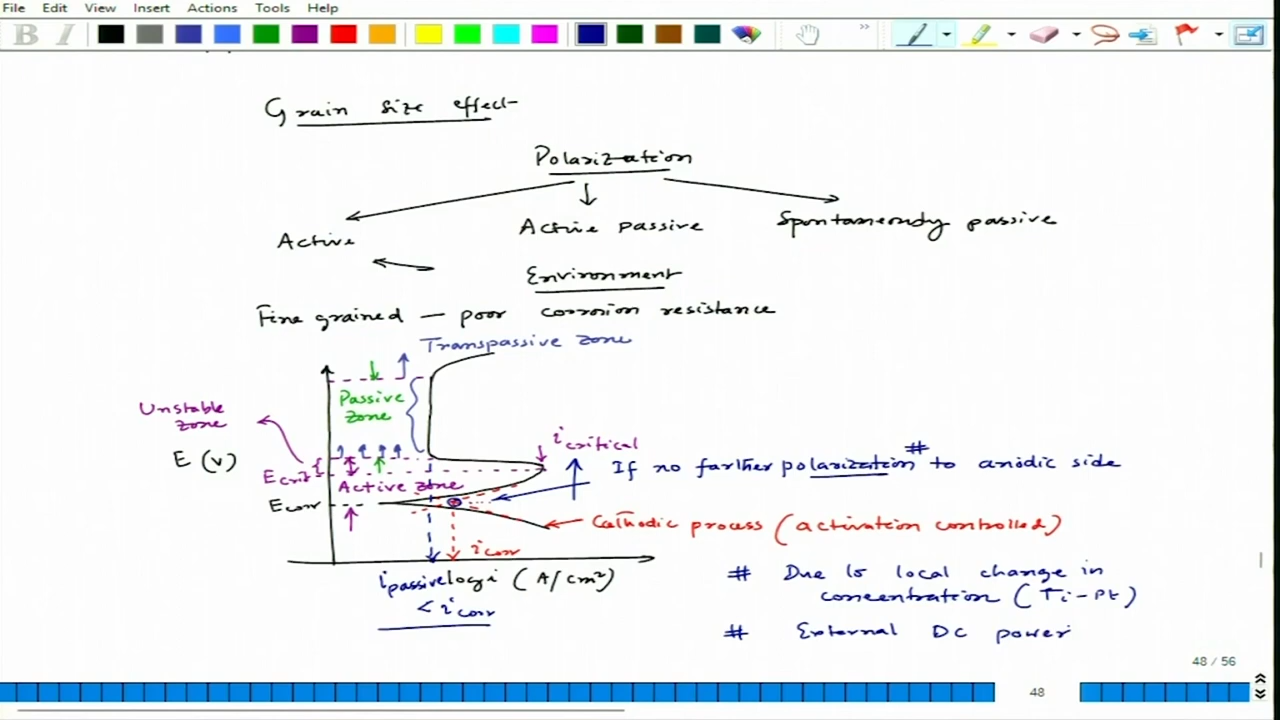 File Edit View Insert Actions Tools Help
B I
Grain size effect
Polarization
Active
Active passive
Spontaneously passive
Environment
Fine grained — poor corrosion resistance
Transpassive zone
Passive zone
Unstable zone
i critical
E (V)
Ecrit
Active zone
If no farther polarization # to anodic side
Ecorr
Cathodic process (activation controlled)
icorr
ipassive log i (A/cm²)
< icorr
# Due to local change in
concentration (Ti-Pt)
# External DC power
48 / 56
48